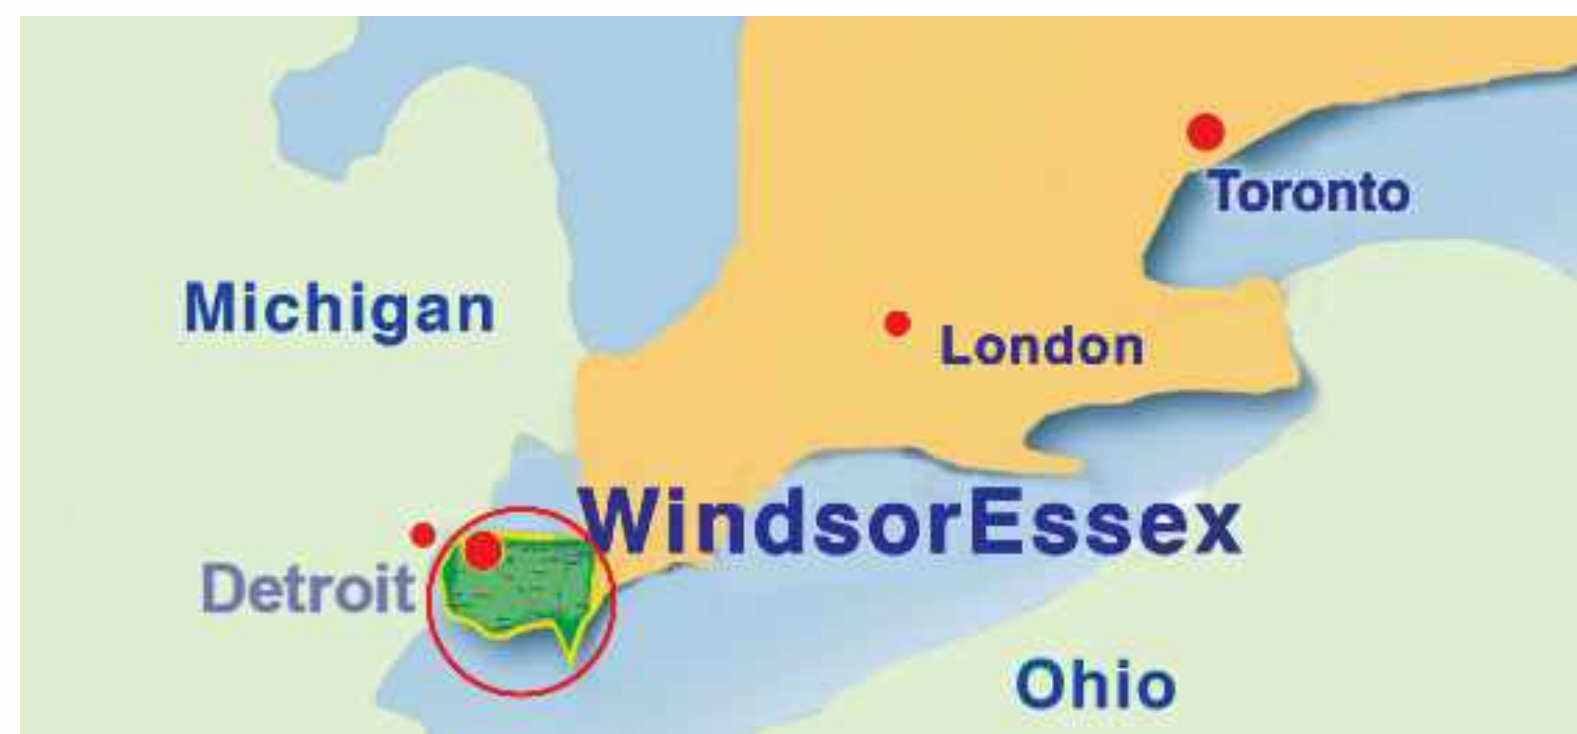 Toronto
Michigan
London
WindsorEssex
Detroit
Ohio